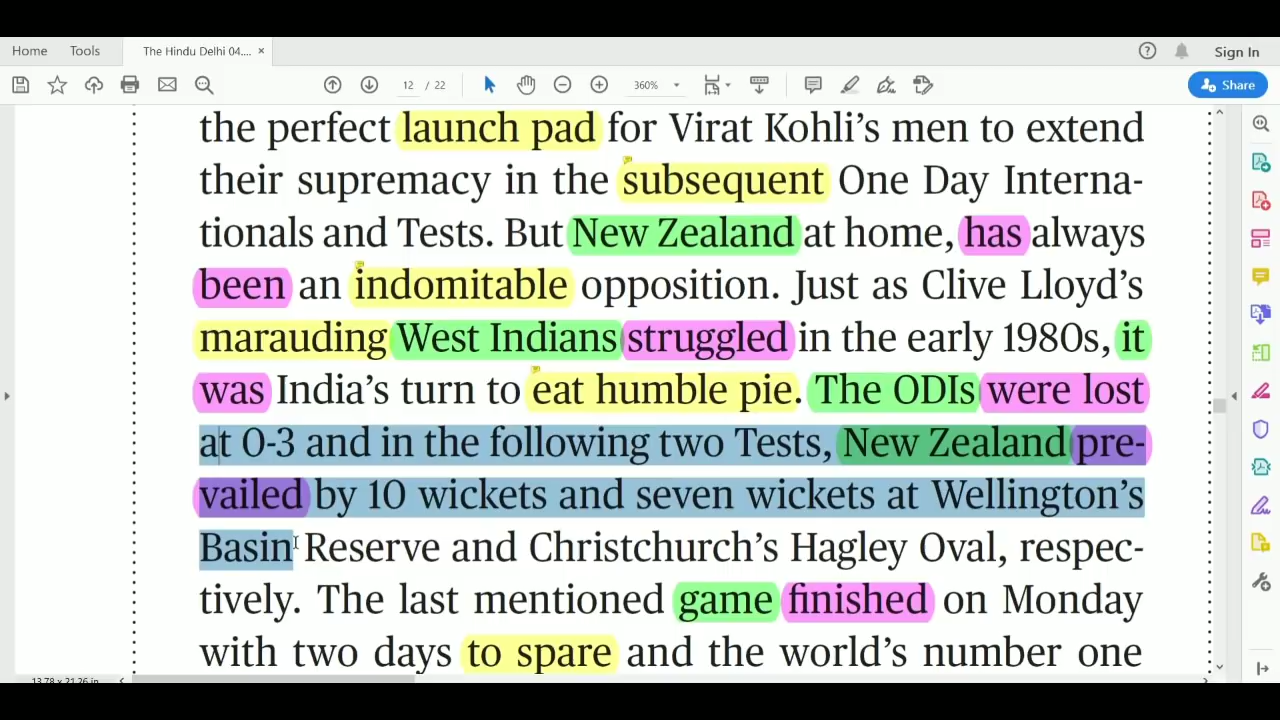 Home Tools The Hindu Delhi 04.... × Sign In
12 / 22 360% Share
the perfect launch pad for Virat Kohli's men to extend
their supremacy in the subsequent One Day Interna-
tionals and Tests. But New Zealand at home, has always
been an indomitable opposition. Just as Clive Lloyd's
marauding West Indians struggled in the early 1980s, it
was India's turn to eat humble pie. The ODIs were lost
at 0-3 and in the following two Tests, New Zealand pre-
vailed by 10 wickets and seven wickets at Wellington's
Basin Reserve and Christchurch's Hagley Oval, respec-
tively. The last mentioned game finished on Monday
with two days to spare and the world's number one
13.78 x 21.26 in